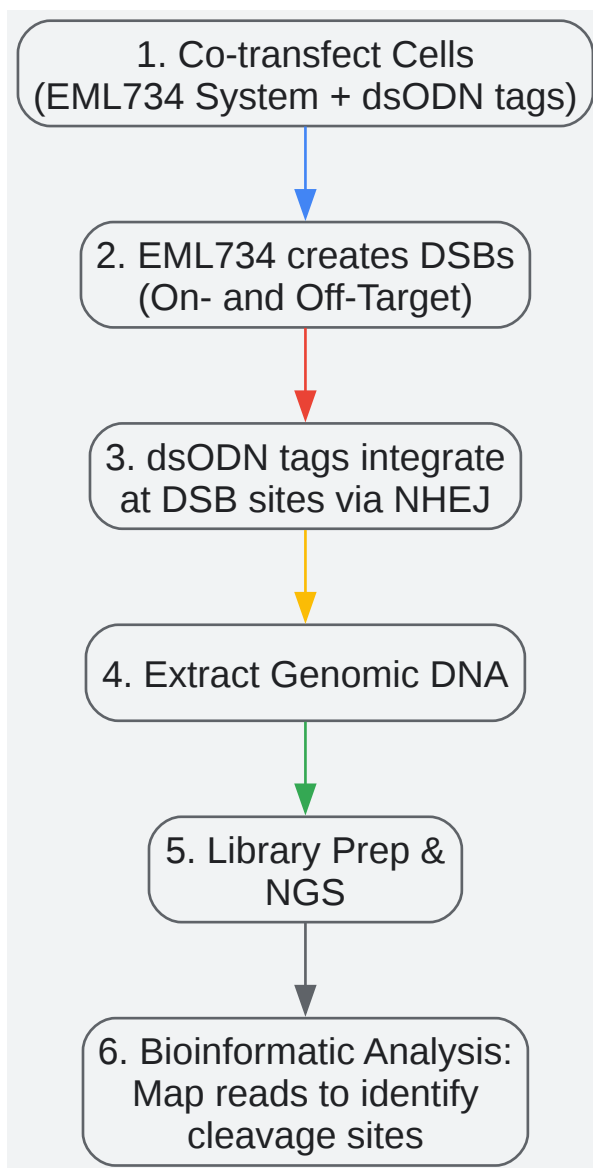 1. Co-transfect Cells
(EML734 System + dsODN tags)
2. EML734 creates DSBs
(On- and Off-Target)
3. dsODN tags integrate
at DSB sites via NHEJ
4. Extract Genomic DNA
5. Library Prep &
NGS
6. Bioinformatic Analysis:
Map reads to identify
cleavage sites